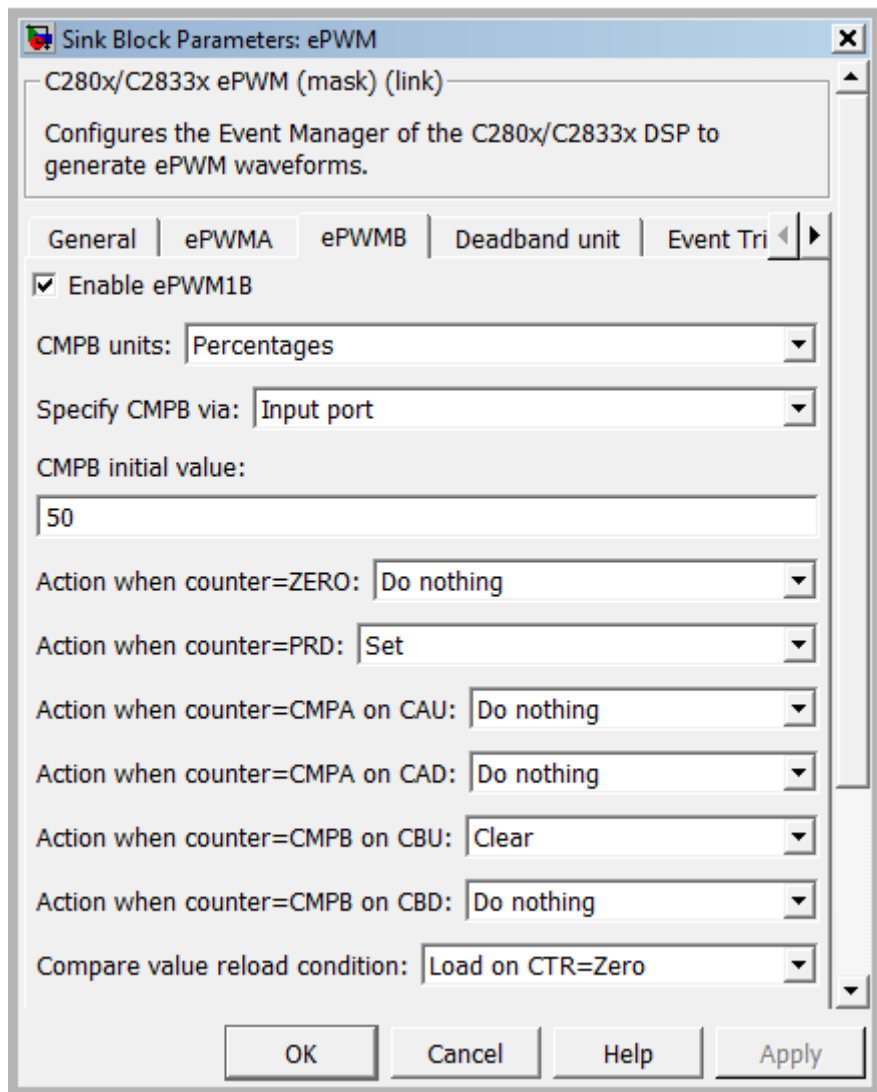 Sink Block Parameters: ePWM
C280x/C2833x ePWM (mask) (link)
Configures the Event Manager of the C280x/C2833x DSP to
generate ePWM waveforms.
General ePWMA ePWMB Deadband unit Event Tri
Enable ePWM1B
CMPB units: Percentages
Specify CMPB via: Input port
CMPB initial value:
50
Action when counter=ZERO: Do nothing
Action when counter=PRD: Set
Action when counter=CMPA on CAU: Do nothing
Action when counter=CMPA on CAD: Do nothing
Action when counter=CMPB on CBU: Clear
Action when counter=CMPB on CBD: Do nothing
Compare value reload condition: Load on CTR=Zero
OK Cancel Help Apply